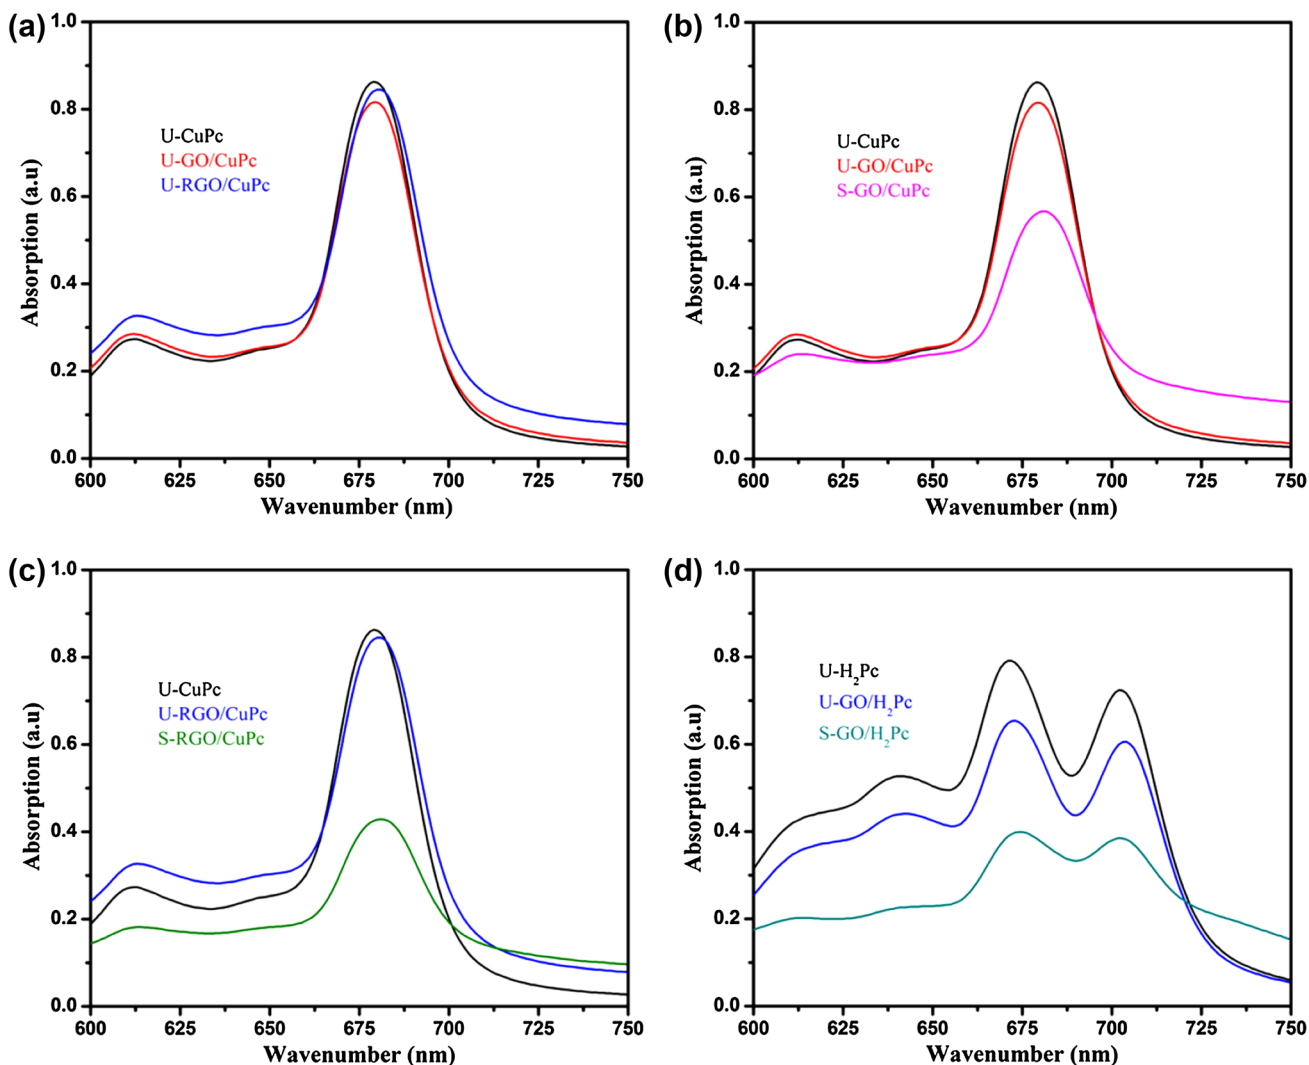 (a)
1.0
0.8
0.6
0.4
0.2
0.0
Absorption (a.u)
U-CuPc
U-GO/CuPc
U-RGO/CuPc
600 625 650 675 700 725 750
Wavenumber (nm)
(b)
1.0
0.8
0.6
0.4
0.2
0.0
Absorption (a.u)
U-CuPc
U-GO/CuPc
S-GO/CuPc
600 625 650 675 700 725 750
Wavenumber (nm)
(c)
1.0
0.8
0.6
0.4
0.2
0.0
Absorption (a.u)
U-CuPc
U-RGO/CuPc
S-RGO/CuPc
600 625 650 675 700 725 750
Wavenumber (nm)
(d)
1.0
0.8
0.6
0.4
0.2
0.0
Absorption (a.u)
U-H₂Pc
U-GO/H₂Pc
S-GO/H₂Pc
600 625 650 675 700 725 750
Wavenumber (nm)